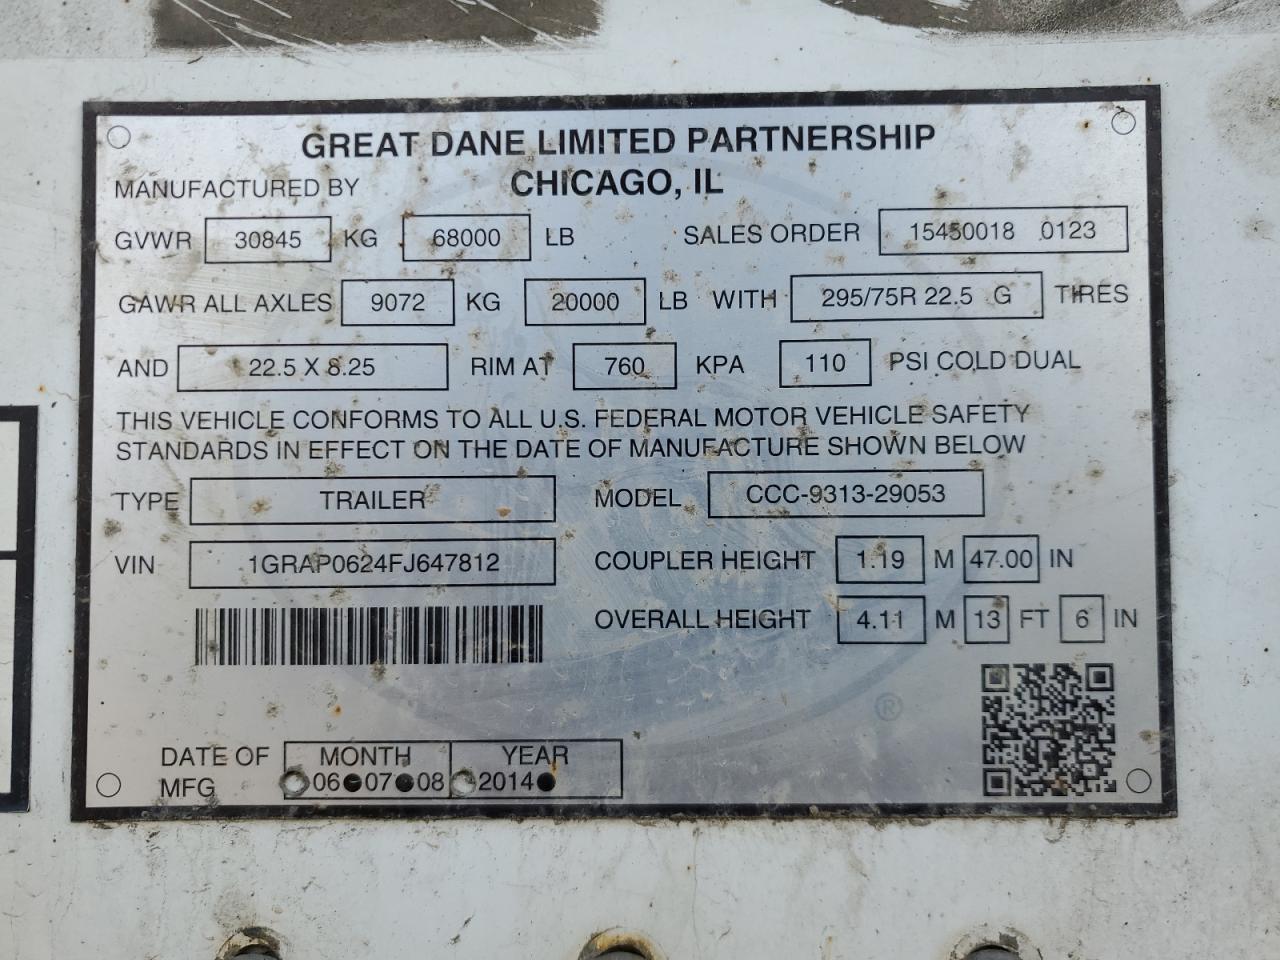 GREAT DANE LIMITED PARTNERSHIP
MANUFACTURED BY CHICAGO, IL
GVWR 30845 KG 68000 LB SALES ORDER 15450018 0123
GAWR ALL AXLES 9072 KG 20000 LB WITH 295/75R 22.5 G TIRES
AND 22.5 X 8.25 RIM AT 760 KPA 110 PSI COLD DUAL
THIS VEHICLE CONFORMS TO ALL U.S. FEDERAL MOTOR VEHICLE SAFETY
STANDARDS IN EFFECT ON THE DATE OF MANUFACTURE SHOWN BELOW
TYPE TRAILER MODEL CCC-9313-29053
VIN 1GRAP0624FJ647812 COUPLER HEIGHT 1.19 M 47.00 IN
OVERALL HEIGHT 4.11 M 13 FT 6 IN
®
DATE OF MFG MONTH YEAR
06 07 08 2014